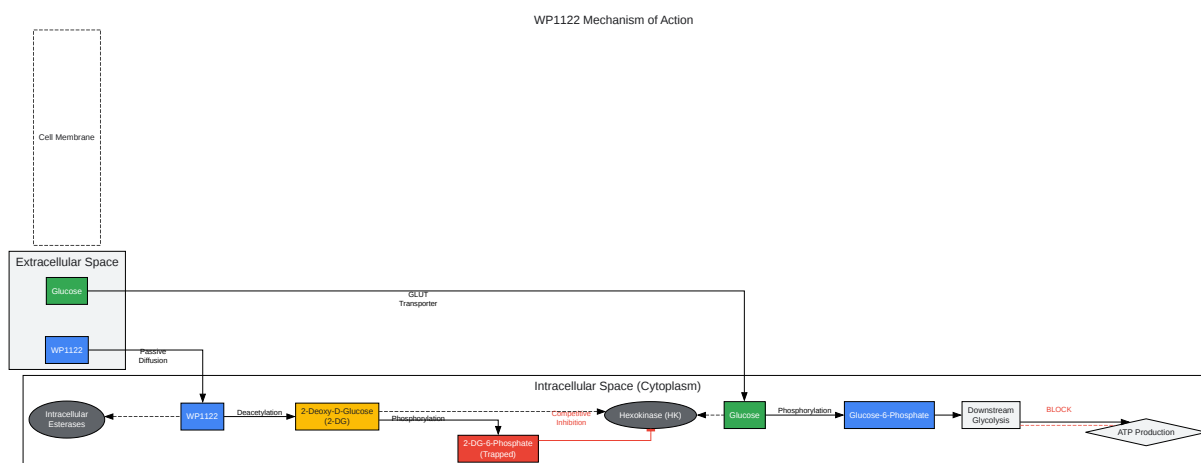 WP1122 Mechanism of Action
Cell Membrane
Extracellular Space
Glucose
GLUT
Transporter
WP1122
Passive
Diffusion
Intracellular Space (Cytoplasm)
Intracellular
Esterases
WP1122
Deacetylation
2-Deoxy-D-Glucose
(2-DG)
Phosphorylation
2-DG-6-Phosphate
(Trapped)
Competitive
Inhibition
Hexokinase (HK)
Glucose
Phosphorylation
Glucose-6-Phosphate
Downstream
Glycolysis
BLOCK
ATP Production